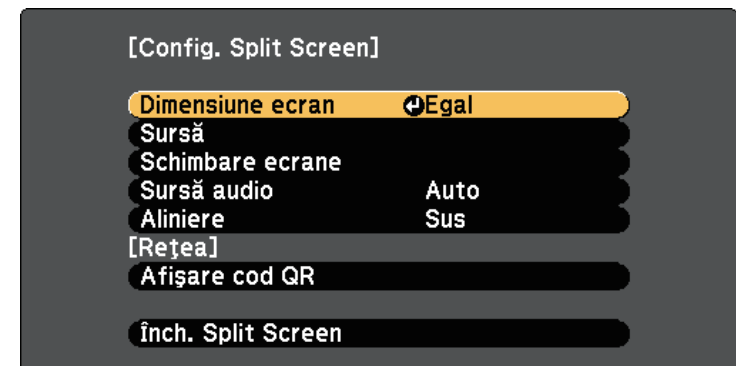 [Config. Split Screen]
Dimensiune ecran Egal
Sursă
Schimbare ecrane
Sursă audio Auto
Aliniere Sus
[Reţea]
Afişare cod QR
Înch. Split Screen